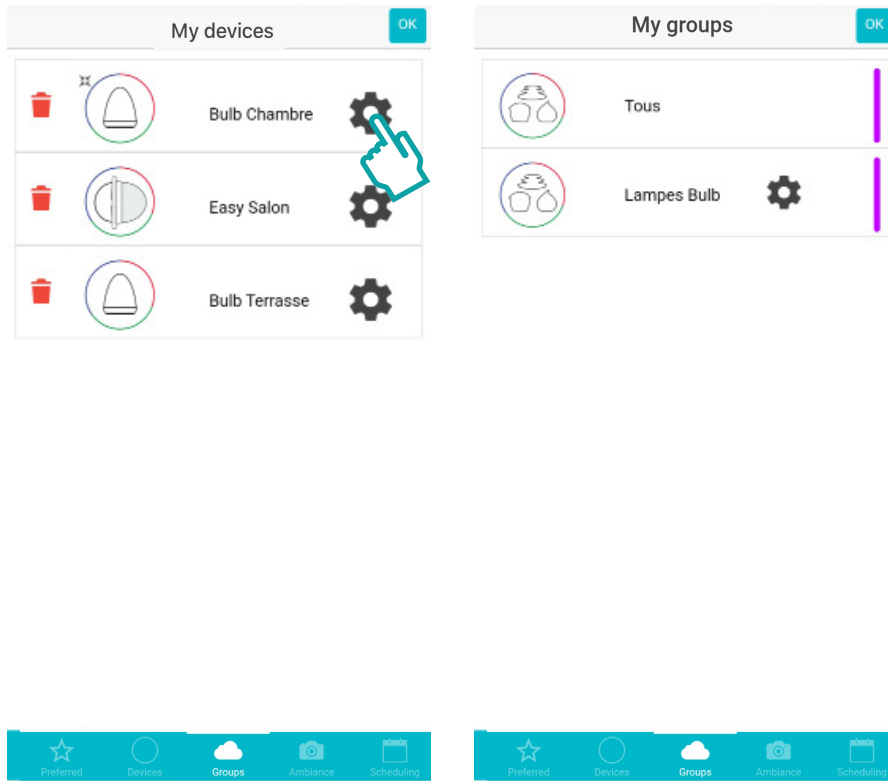 My devices
OK
Bulb Chambre
Easy Salon
Bulb Terrasse
Preferred
Devices
Groups
Ambiance
Scheduling
My groups
OK
Tous
Lampes Bulb
Preferred
Devices
Groups
Ambiance
Scheduling